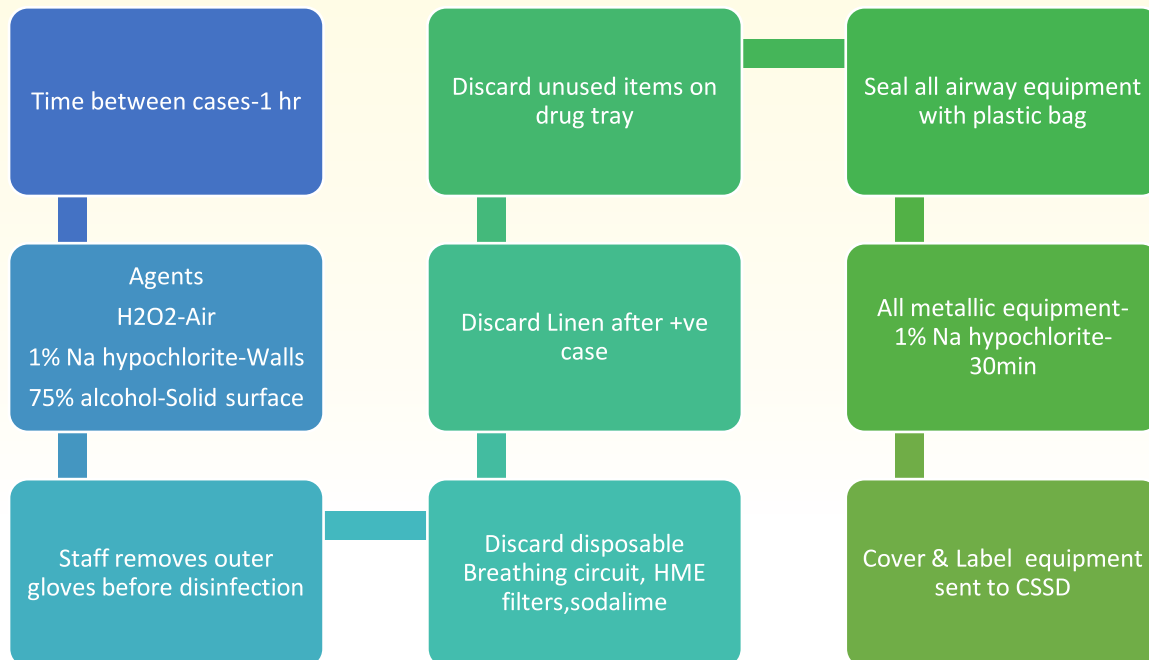 Time between cases-1 hr
Agents
H2O2-Air
1% Na hypochlorite-Walls
75% alcohol-Solid surface
Staff removes outer
gloves before disinfection
Discard disposable
Breathing circuit, HME
filters,sodalime
Discard Linen after +ve
case
Discard unused items on
drug tray
Seal all airway equipment
with plastic bag
All metallic equipment-
1% Na hypochlorite-
30min
Cover & Label  equipment
sent to CSSD